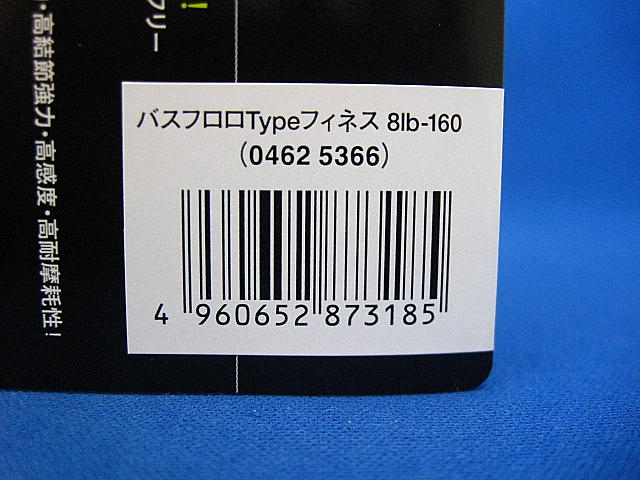 バスフロロTypeフィネス 8lb-160
(0462 5366)
4 960652 873185
!
フリー
・高結節強力・高感度・高耐摩耗性!